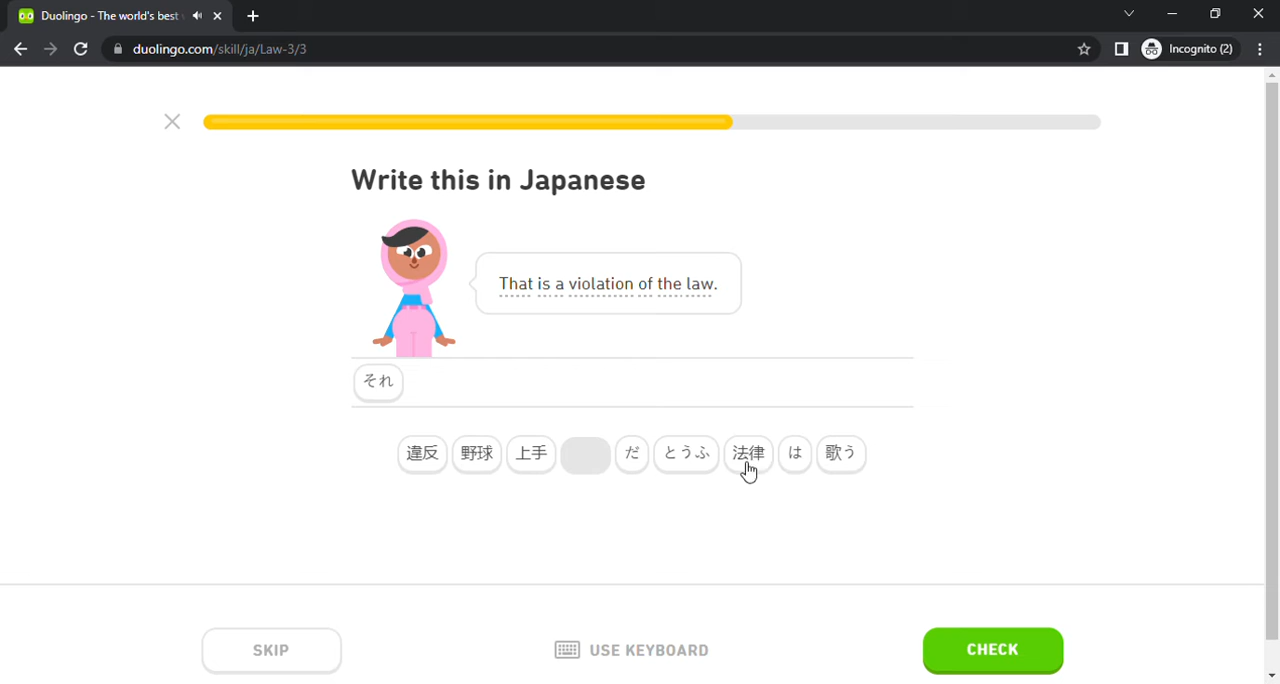 Duolingo - The world's best
duolingo.com/skill/ja/Law-3/3
Incognito (2)
Write this in Japanese
That is a violation of the law.
それ
違反 野球 上手 だ とうふ 法律 は 歌う
SKIP
USE KEYBOARD
CHECK